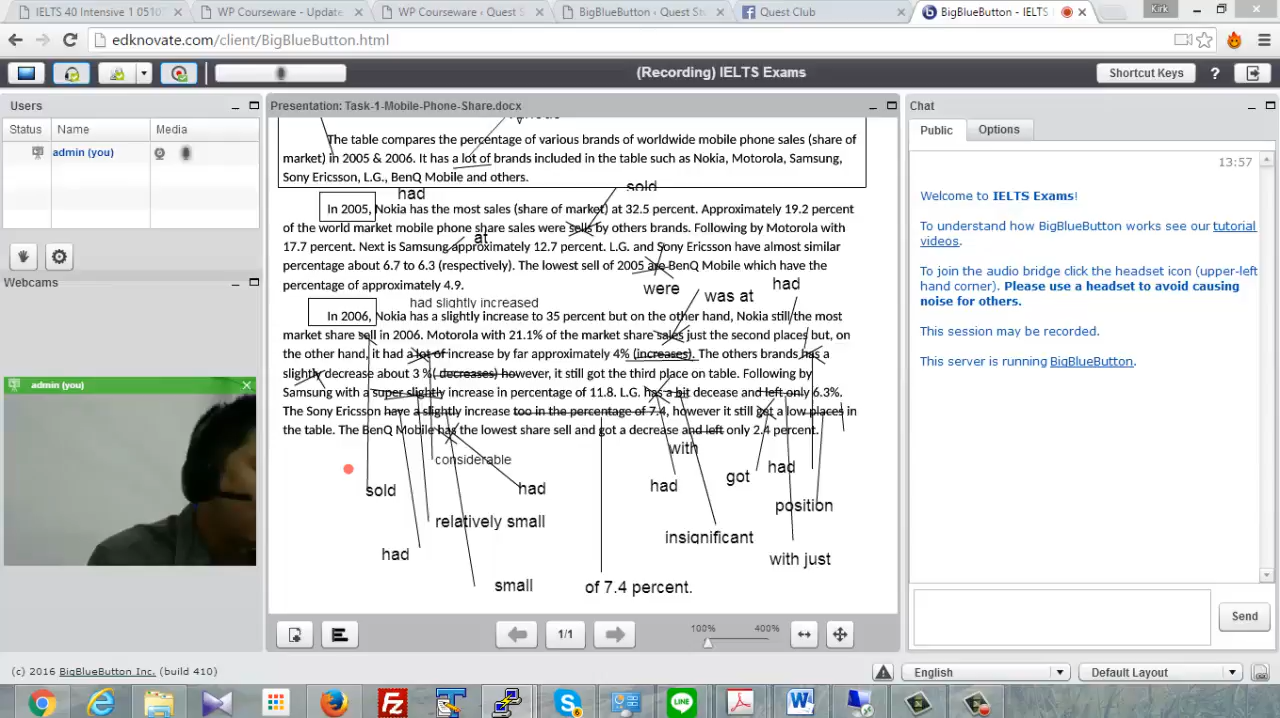 IELTS 40 Intensive 1 0510
WP Courseware - Update
WP Courseware ‹ Quest S
BigBlueButton ‹ Quest St
Quest Club
BigBlueButton - IELTS
Kirk
edknovate.com/client/BigBlueButton.html
(Recording) IELTS Exams
Shortcut Keys
?
Users
Status Name Media
admin (you)
Webcams
admin (you)
Presentation: Task-1-Mobile-Phone-Share.docx
The table compares the percentage of various brands of worldwide mobile phone sales (share of
market) in 2005 & 2006. It has a lot of brands included in the table such as Nokia, Motorola, Samsung,
Sony Ericsson, L.G., BenQ Mobile and others.
had
sold
In 2005, Nokia has the most sales (share of market) at 32.5 percent. Approximately 19.2 percent
of the world market mobile phone share sales were sells by others brands. Following by Motorola with
at
17.7 percent. Next is Samsung approximately 12.7 percent. L.G. and Sony Ericsson have almost similar
percentage about 6.7 to 6.3 (respectively). The lowest sell of 2005 are BenQ Mobile which have the
percentage of approximately 4.9.
were
was at
had
had slightly increased
In 2006, Nokia has a slightly increase to 35 percent but on the other hand, Nokia still the most
market share sell in 2006. Motorola with 21.1% of the market share sales just the second places but, on
the other hand, it had a lot of increase by far approximately 4% (increases). The others brands has a
slightly decrease about 3 %( decreases) however, it still got the third place on table. Following by
Samsung with a super slightly increase in percentage of 11.8. L.G. has a bit decease and left only 6.3%.
The Sony Ericsson have a slightly increase too in the percentage of 7.4, however it still got a low places in
the table. The BenQ Mobile has the lowest share sell and got a decrease and left only 2.4 percent.
with
considerable
had
got
had
sold
had
position
relatively small
insignificant
had
with just
small
of 7.4 percent.
1/1
100%
400%
Chat
Public
Options
13:57
Welcome to IELTS Exams!
To understand how BigBlueButton works see our tutorial
videos.
To join the audio bridge click the headset icon (upper-left
hand corner). Please use a headset to avoid causing
noise for others.
This session may be recorded.
This server is running BigBlueButton.
Send
(c) 2016 BigBlueButton Inc. (build 410)
English
Default Layout